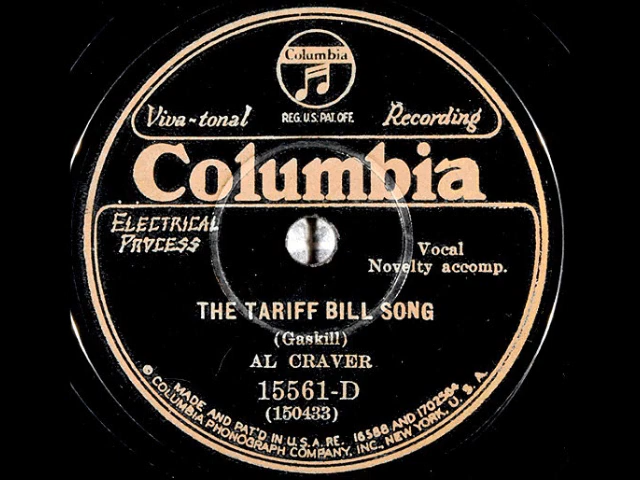 Columbia
REG. U.S. PAT. OFF.
Viva-tonal Recording
Columbia
ELECTRICAL
PROCESS
Vocal
Novelty accomp.
THE TARIFF BILL SONG
(Gaskill)
AL CRAVER
15561-D
(150433)
MADE AND PAT'D IN U.S.A. RE. 16588 AND 1702564
© COLUMBIA PHONOGRAPH COMPANY, INC., NEW YORK, U.S.A.